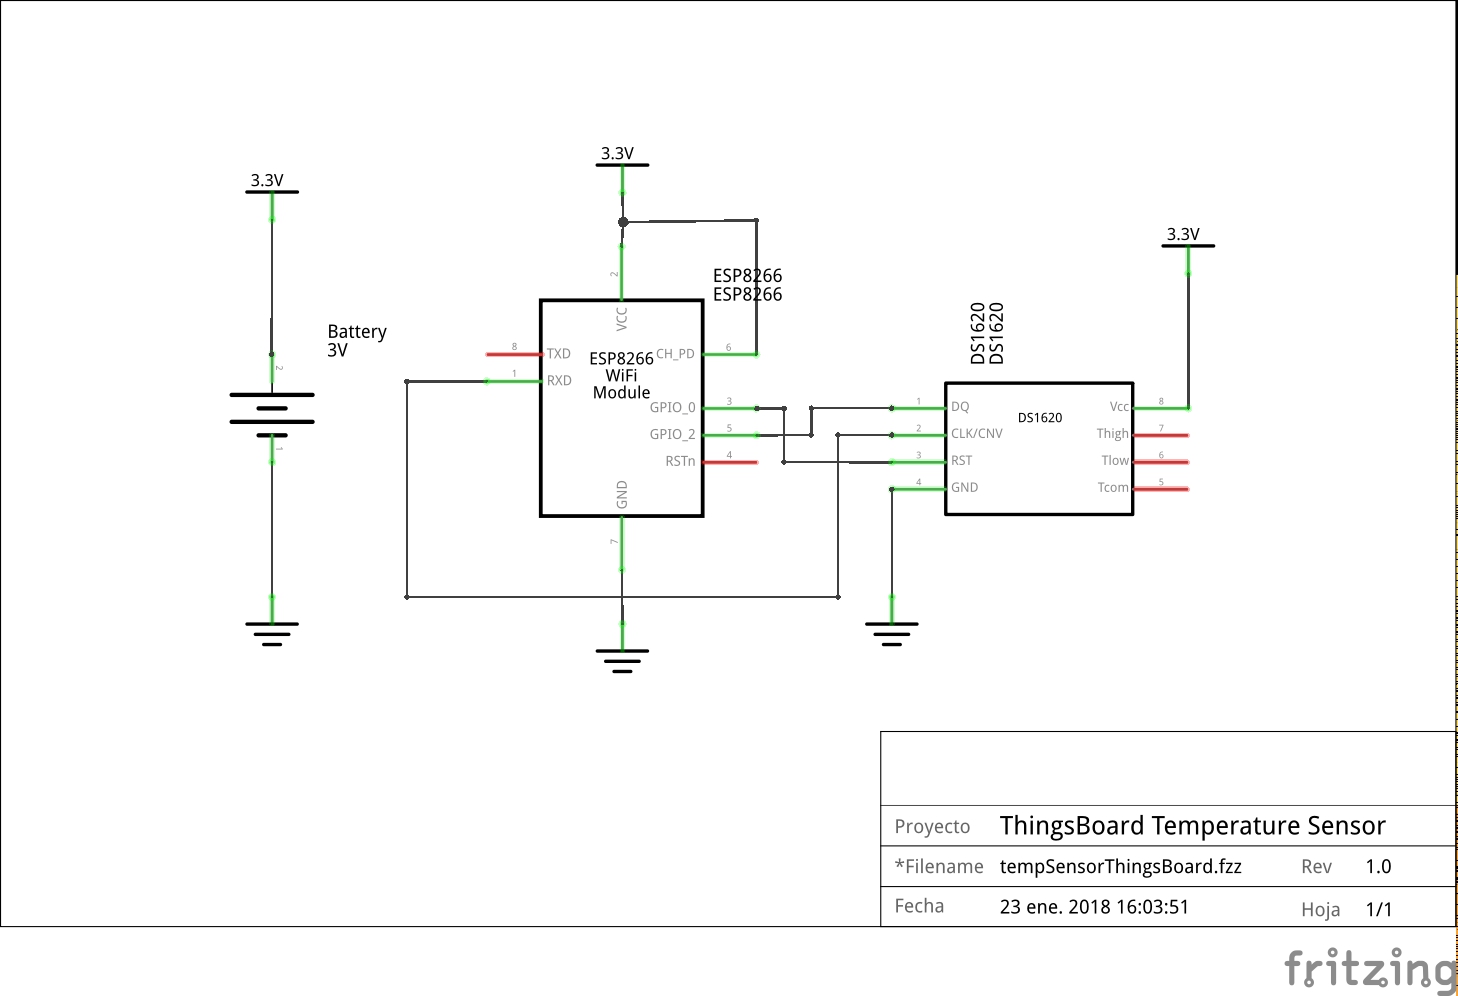 3.3V
3.3V
3.3V
Battery
3V
2
1
ESP8266
ESP8266
2
VCC
8 TXD
1 RXD
ESP8266
WiFi
Module
CH_PD 6
GPIO_0 3
GPIO_2 5
RSTn 4
GND
7
DS1620
DS1620
DS1620
1 DQ
2 CLK/CNV
3 RST
4 GND
Vcc 8
Thigh 7
Tlow 6
Tcom 5
Proyecto ThingsBoard Temperature Sensor
*Filename tempSensorThingsBoard.fzz Rev 1.0
Fecha 23 ene. 2018 16:03:51 Hoja 1/1
fritzing